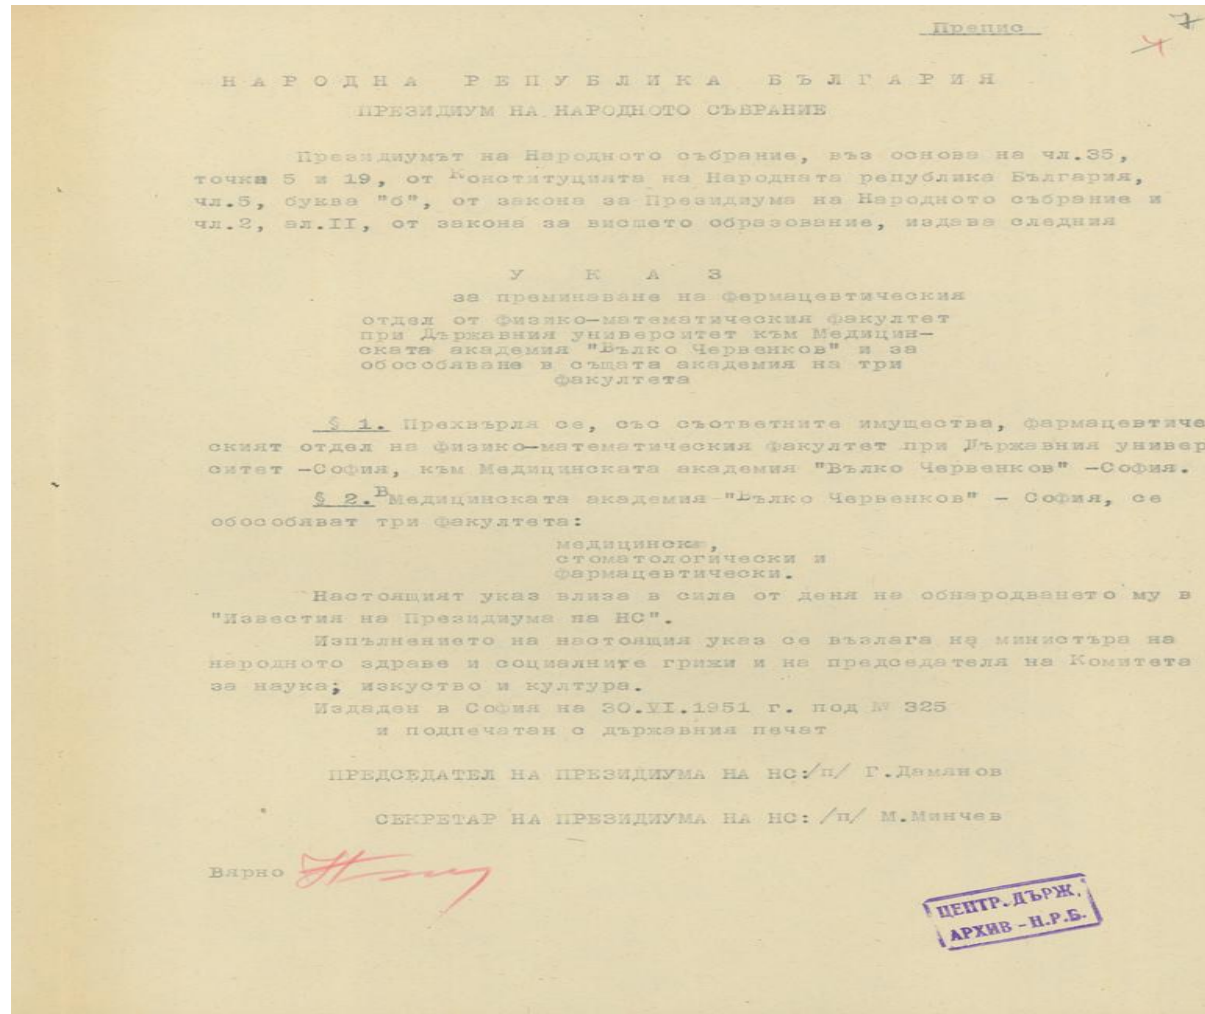 Препис 7
Н А Р О Д Н А Р Е П У Б Л И К А Б Ъ Л Г А Р И Я
ПРЕЗИДИУМ НА НАРОДНОТО СЪБРАНИЕ
Президиумът на Народното събрание, въз основа на чл.35,
точка 5 и 19, от Конституцията на Народната република България,
чл.5, буква "б", от закона за Президиума на Народното събрание и
чл.2, ал.II, от закона за висшето образование, издава следния
У К А З
за преминаване на фармацевтическия
отдел от Физико-математическия факултет
при Държавния университет към Медицин-
ската академия "Вълко Червенков" и за
обособяване в същата академия на три
факултета
§ 1. Прехвърля се, със съответните имущества, фармацевтиче
ският отдел на физико-математическия факултет при Държавния универ
ситет -София, към Медицинската академия "Вълко Червенков" -София.
§ 2. В Медицинската академия "Вълко Червенков" - София, се
обособяват три факултета:
медицински,
стоматологически и
фармацевтически.
Настоящият указ влиза в сила от деня на обнародването му в
"Известия на Президиума на НС".
Изпълнението на настоящия указ се възлага на министъра на
народното здраве и социалните грижи и на председателя на Комитета
за наука; изкуство и култура.
Издаден в София на 30.VI.1951 г. под № 325
и подпечатан с държавния печат
ПРЕДСЕДАТЕЛ НА ПРЕЗИДИУМА НА НС:/п/ Г.Дамянов
СЕКРЕТАР НА ПРЕЗИДИУМА НА НС: /п/ М.Минчев
Вярно
ЦЕНТР. ДЪРЖ.
АРХИВ - Н.Р.Б.